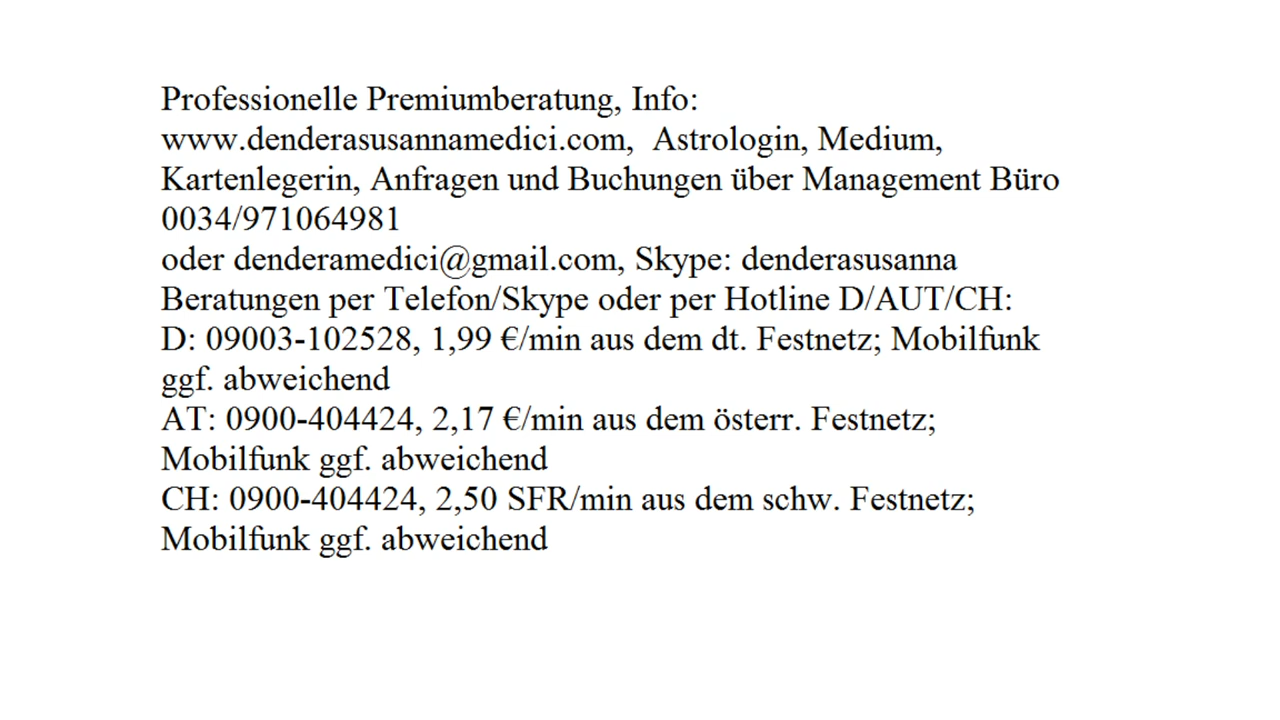 Professionelle Premiumberatung, Info:
www.denderasusannamedici.com,  Astrologin, Medium,
Kartenlegerin, Anfragen und Buchungen über Management Büro
0034/971064981
oder denderamedici@gmail.com, Skype: denderasusanna
Beratungen per Telefon/Skype oder per Hotline D/AUT/CH:
D: 09003-102528, 1,99 €/min aus dem dt. Festnetz; Mobilfunk
ggf. abweichend
AT: 0900-404424, 2,17 €/min aus dem österr. Festnetz;
Mobilfunk ggf. abweichend
CH: 0900-404424, 2,50 SFR/min aus dem schw. Festnetz;
Mobilfunk ggf. abweichend